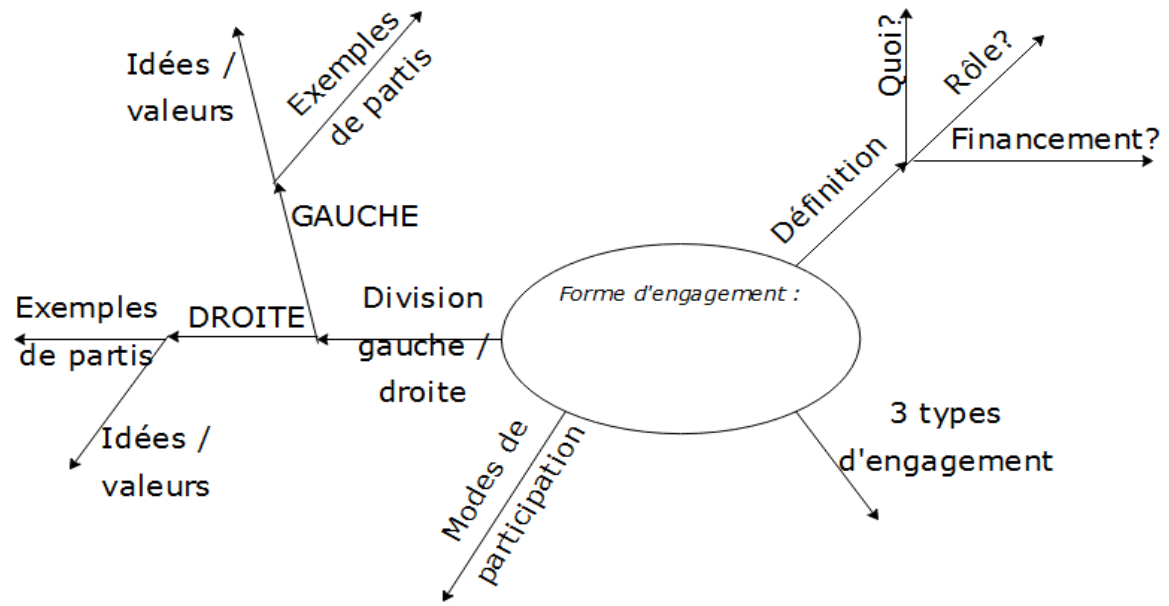 Idées /
valeurs
Exemples
de partis
GAUCHE
Exemples
de partis
DROITE
Idées /
valeurs
Division
gauche /
droite
Forme d'engagement :
Définition
Quoi?
Rôle?
Financement?
3 types
d'engagement
Modes de
participation